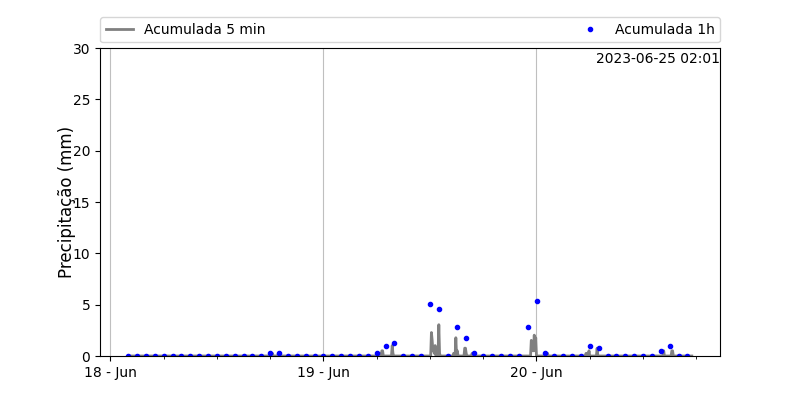 Acumulada 5 min
Acumulada 1h
2023-06-25 02:01
Precipitação (mm)
30
25
20
15
10
5
0
18 - Jun
19 - Jun
20 - Jun